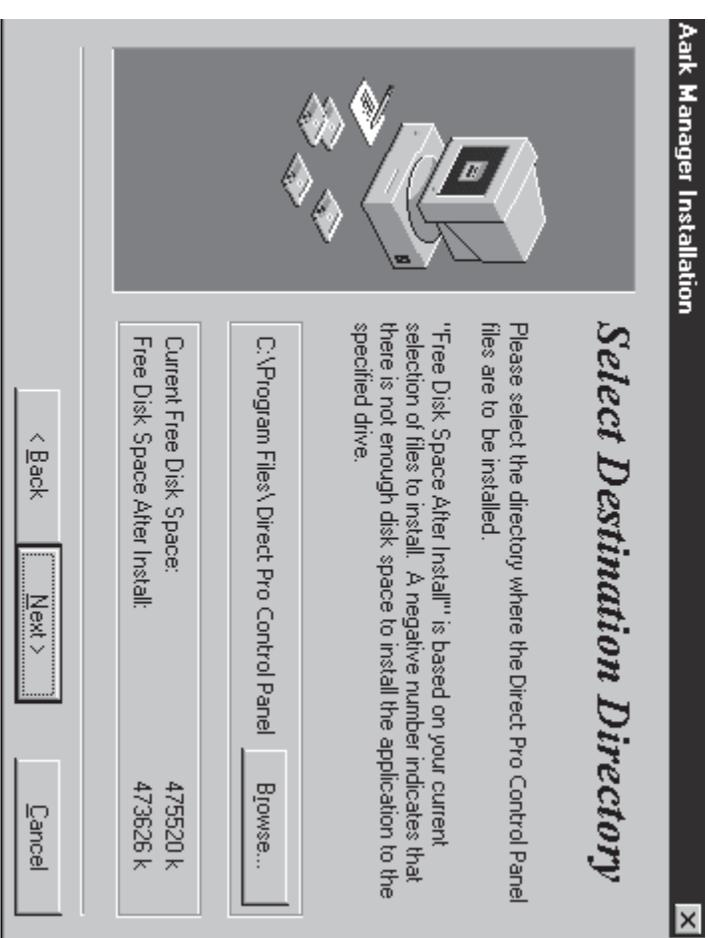 Aark Manager Installation
Select Destination Directory
Please select the directory where the Direct Pro Control Panel
files are to be installed.
"Free Disk Space After Install" is based on your current
selection of files to install.  A negative number indicates that
there is not enough disk space to install the application to the
specified drive.
C:\Program Files\Direct Pro Control Panel Browse...
Current Free Disk Space: 475520 k
Free Disk Space After Install: 473626 k
< Back Next > Cancel